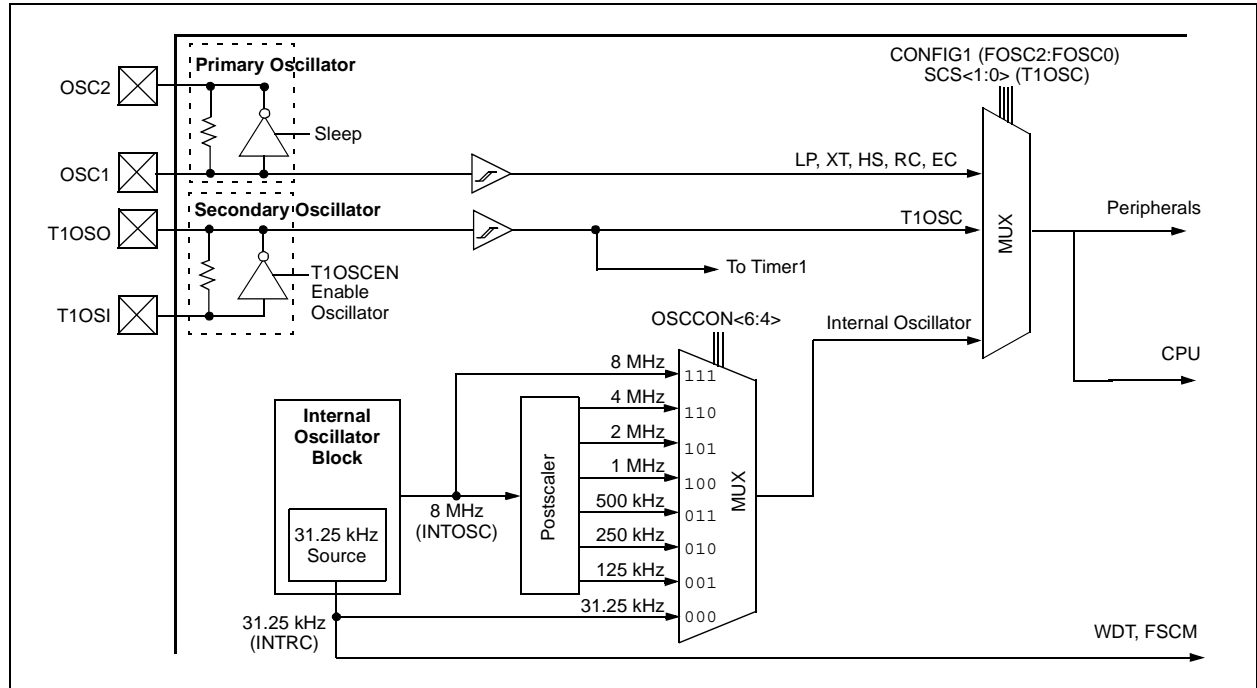 CONFIG1 (FOSC2:FOSC0)
SCS<1:0> (T1OSC)
Primary Oscillator
OSC2
Sleep
OSC1
LP, XT, HS, RC, EC
Secondary Oscillator
T1OSO
T1OSC
MUX
Peripherals
To Timer1
T1OSCEN
Enable
Oscillator
T1OSI
OSCCON<6:4>
Internal Oscillator
CPU
8 MHz
111
4 MHz
110
Internal
Oscillator
Block
2 MHz
101
1 MHz
100
Postscaler
MUX
8 MHz
(INTOSC)
500 kHz
011
31.25 kHz
Source
250 kHz
010
125 kHz
001
31.25 kHz
000
31.25 kHz
(INTRC)
WDT, FSCM